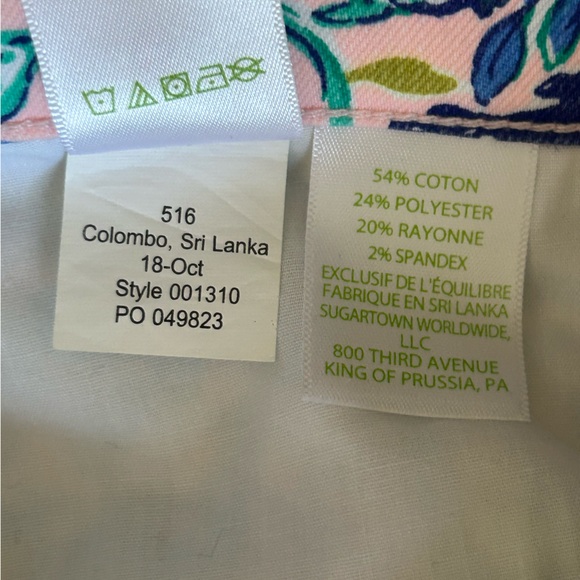 516
Colombo, Sri Lanka
18-Oct
Style 001310
PO 049823
54% COTON
24% POLYESTER
20% RAYONNE
2% SPANDEX
EXCLUSIF DE L'ÉQUILIBRE
FABRIQUE EN SRI LANKA
SUGARTOWN WORLDWIDE,
LLC
800 THIRD AVENUE
KING OF PRUSSIA, PA